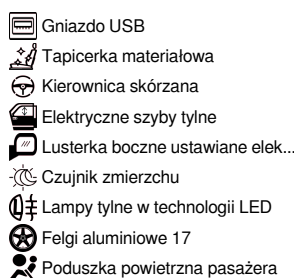 Gniazdo USB
Tapicerka materiałowa
Kierownica skórzana
Elektryczne szyby tylne
Lusterka boczne ustawiane elek...
Czujnik zmierzchu
Lampy tylne w technologii LED
Felgi aluminiowe 17
Poduszka powietrzna pasażera